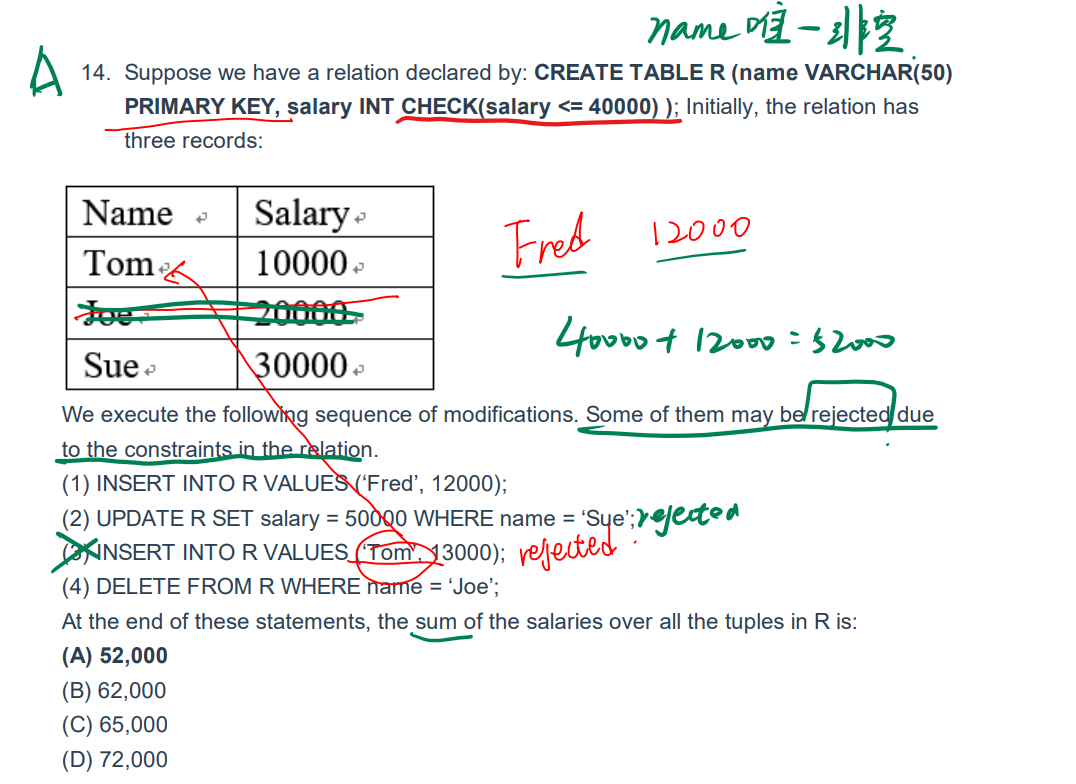 name 唯一非空.
A
14. Suppose we have a relation declared by: CREATE TABLE R (name VARCHAR(50)
PRIMARY KEY, salary INT CHECK(salary <= 40000) ); Initially, the relation has
three records:
Name Salary
Tom 10000
Joe 20000
Sue 30000
Fred 12000
40000 + 12000 = 52000
We execute the following sequence of modifications. Some of them may be rejected due
to the constraints in the relation.
(1) INSERT INTO R VALUES (‘Fred’, 12000);
(2) UPDATE R SET salary = 50000 WHERE name = ‘Sue’; rejected
(3) INSERT INTO R VALUES (‘Tom’, 13000); rejected.
(4) DELETE FROM R WHERE name = ‘Joe’;
At the end of these statements, the sum of the salaries over all the tuples in R is:
(A) 52,000
(B) 62,000
(C) 65,000
(D) 72,000